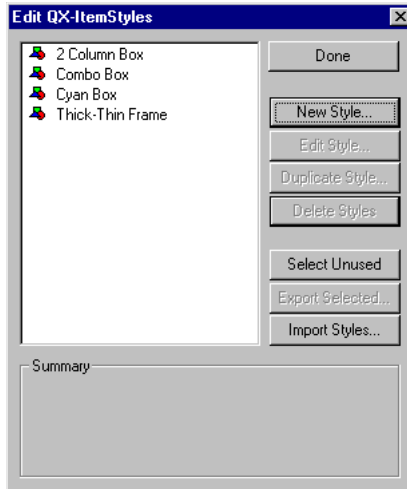 Edit QX-ItemStyles
2 Column Box
Combo Box
Cyan Box
Thick-Thin Frame
Done
New Style...
Edit Style...
Duplicate Style...
Delete Styles
Select Unused
Export Selected...
Import Styles...
Summary